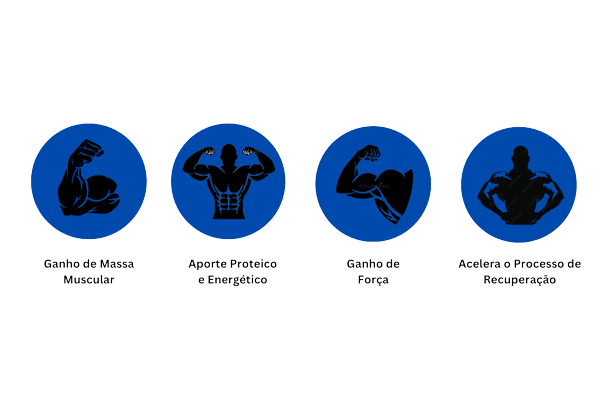 Ganho de Massa
Muscular
Aporte Proteico
e Energético
Ganho de
Força
Acelera o Processo de
Recuperação